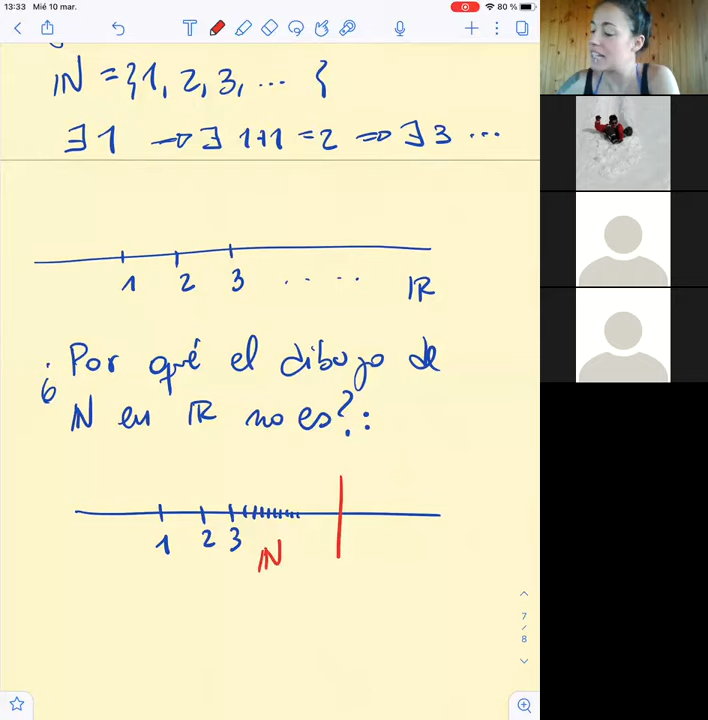 13:33 Mié 10 mar.
80 %
T
ℕ = {1, 2, 3, ... {
∃ 1 → ∃ 1+1 = 2 ⇒ ∃ 3 ...
1 2 3 .. .. ℝ
¿Por qué el dibujo de
ℕ en ℝ no es?:
1 2 3 ℕ
7
/
8